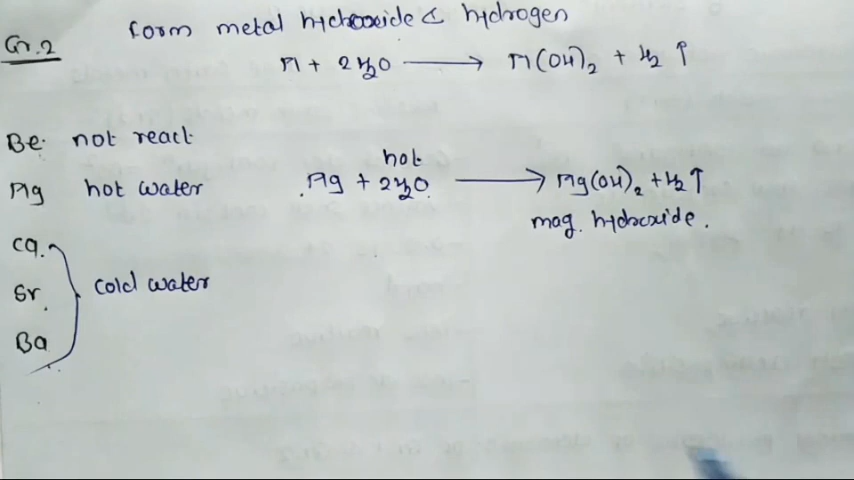 Form metal hydroxide & hydrogen
Gr.2
M + 2H₂O ⟶ M(OH)₂ + H₂ ↑
Be. not react
hot
Mg hot water Mg + 2H₂O ⟶ Mg(OH)₂ + H₂↑
mag. hydroxide.
Ca.
Sr. cold water
Ba